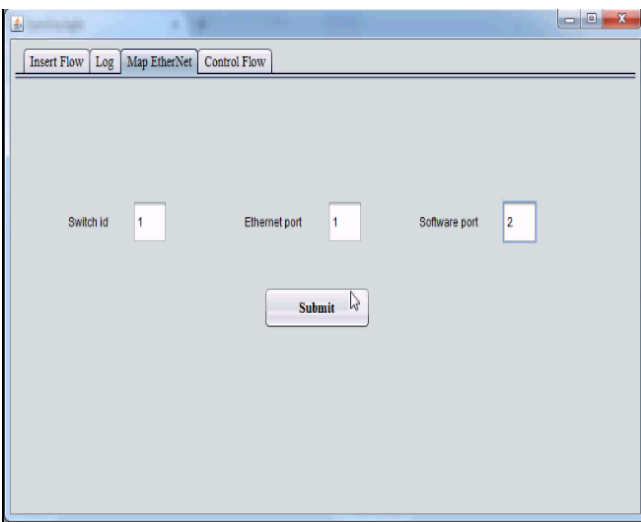 Insert Flow Log Map EtherNet Control Flow
Switch id 1 Ethernet port 1 Software port 2
Submit